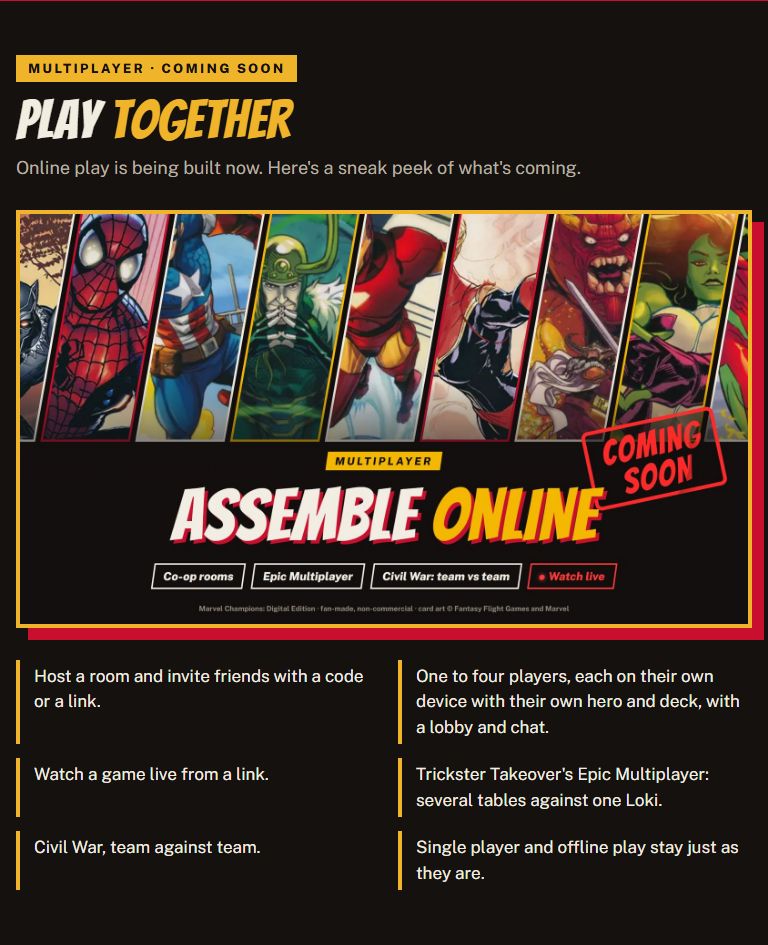 MULTIPLAYER · COMING SOON
PLAY TOGETHER
Online play is being built now. Here's a sneak peek of what's coming.
COMING
SOON
MULTIPLAYER
ASSEMBLE ONLINE
Co-op rooms
Epic Multiplayer
Civil War: team vs team
Watch live
Marvel Champions: Digital Edition · fan-made, non-commercial · card art © Fantasy Flight Games and Marvel
Host a room and invite friends with a code
or a link.
One to four players, each on their own
device with their own hero and deck, with
a lobby and chat.
Watch a game live from a link.
Trickster Takeover's Epic Multiplayer:
several tables against one Loki.
Civil War, team against team.
Single player and offline play stay just as
they are.